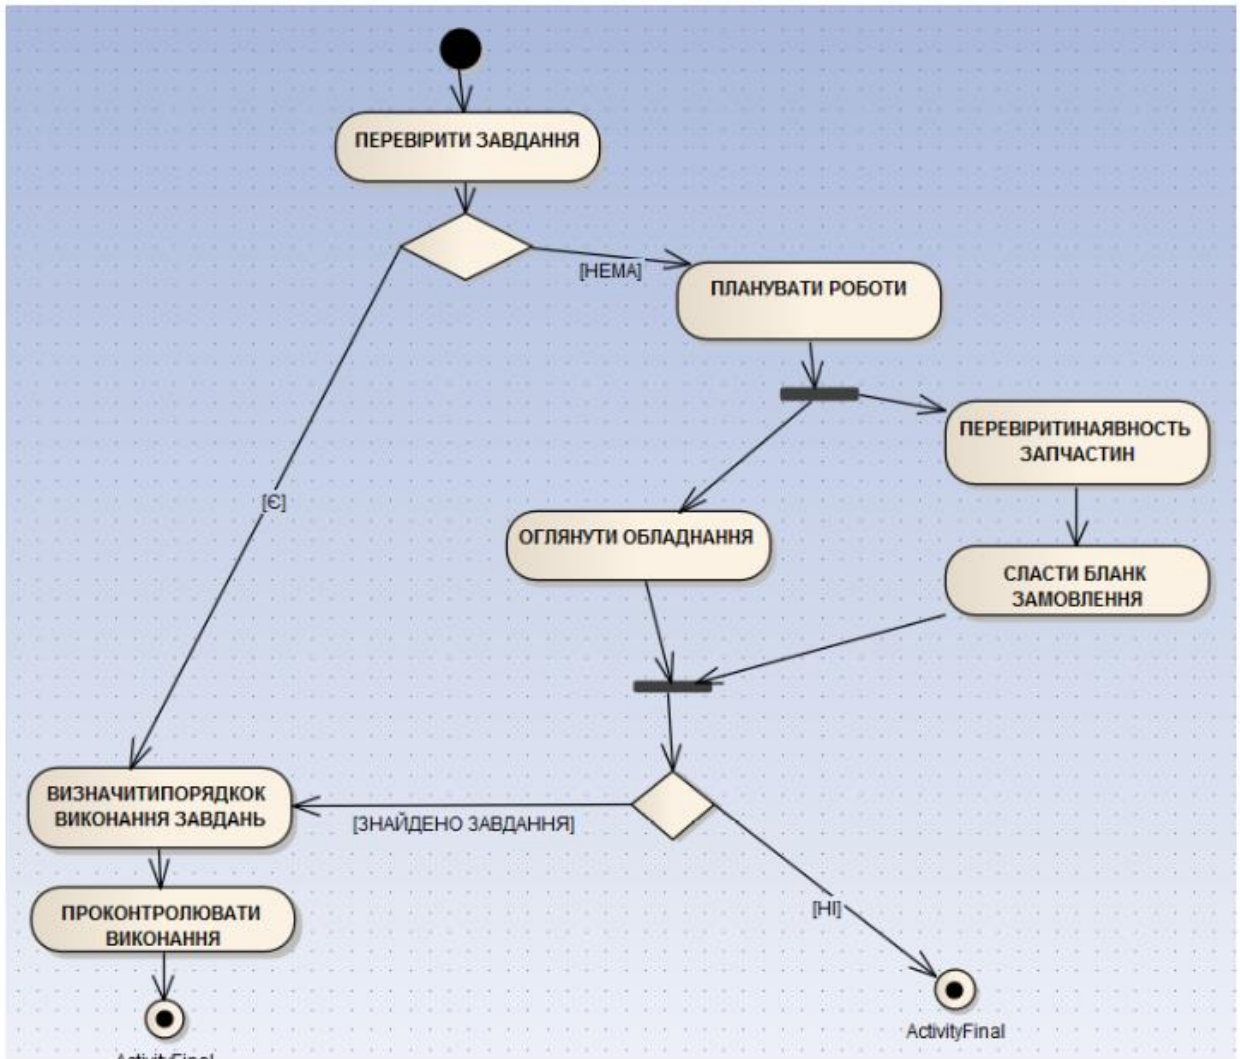 ПЕРЕВІРИТИ ЗАВДАННЯ
[НЕМА]
ПЛАНУВАТИ РОБОТИ
ПЕРЕВІРИТИНАЯВНОСТЬ
ЗАПЧАСТИН
[Є]
ОГЛЯНУТИ ОБЛАДНАННЯ
СЛАСТИ БЛАНК
ЗАМОВЛЕННЯ
ВИЗНАЧИТИПОРЯДКОК
ВИКОНАННЯ ЗАВДАНЬ
[ЗНАЙДЕНО ЗАВДАННЯ]
[НІ]
ПРОКОНТРОЛЮВАТИ
ВИКОНАННЯ
ActivityFinal
ActivityFinal